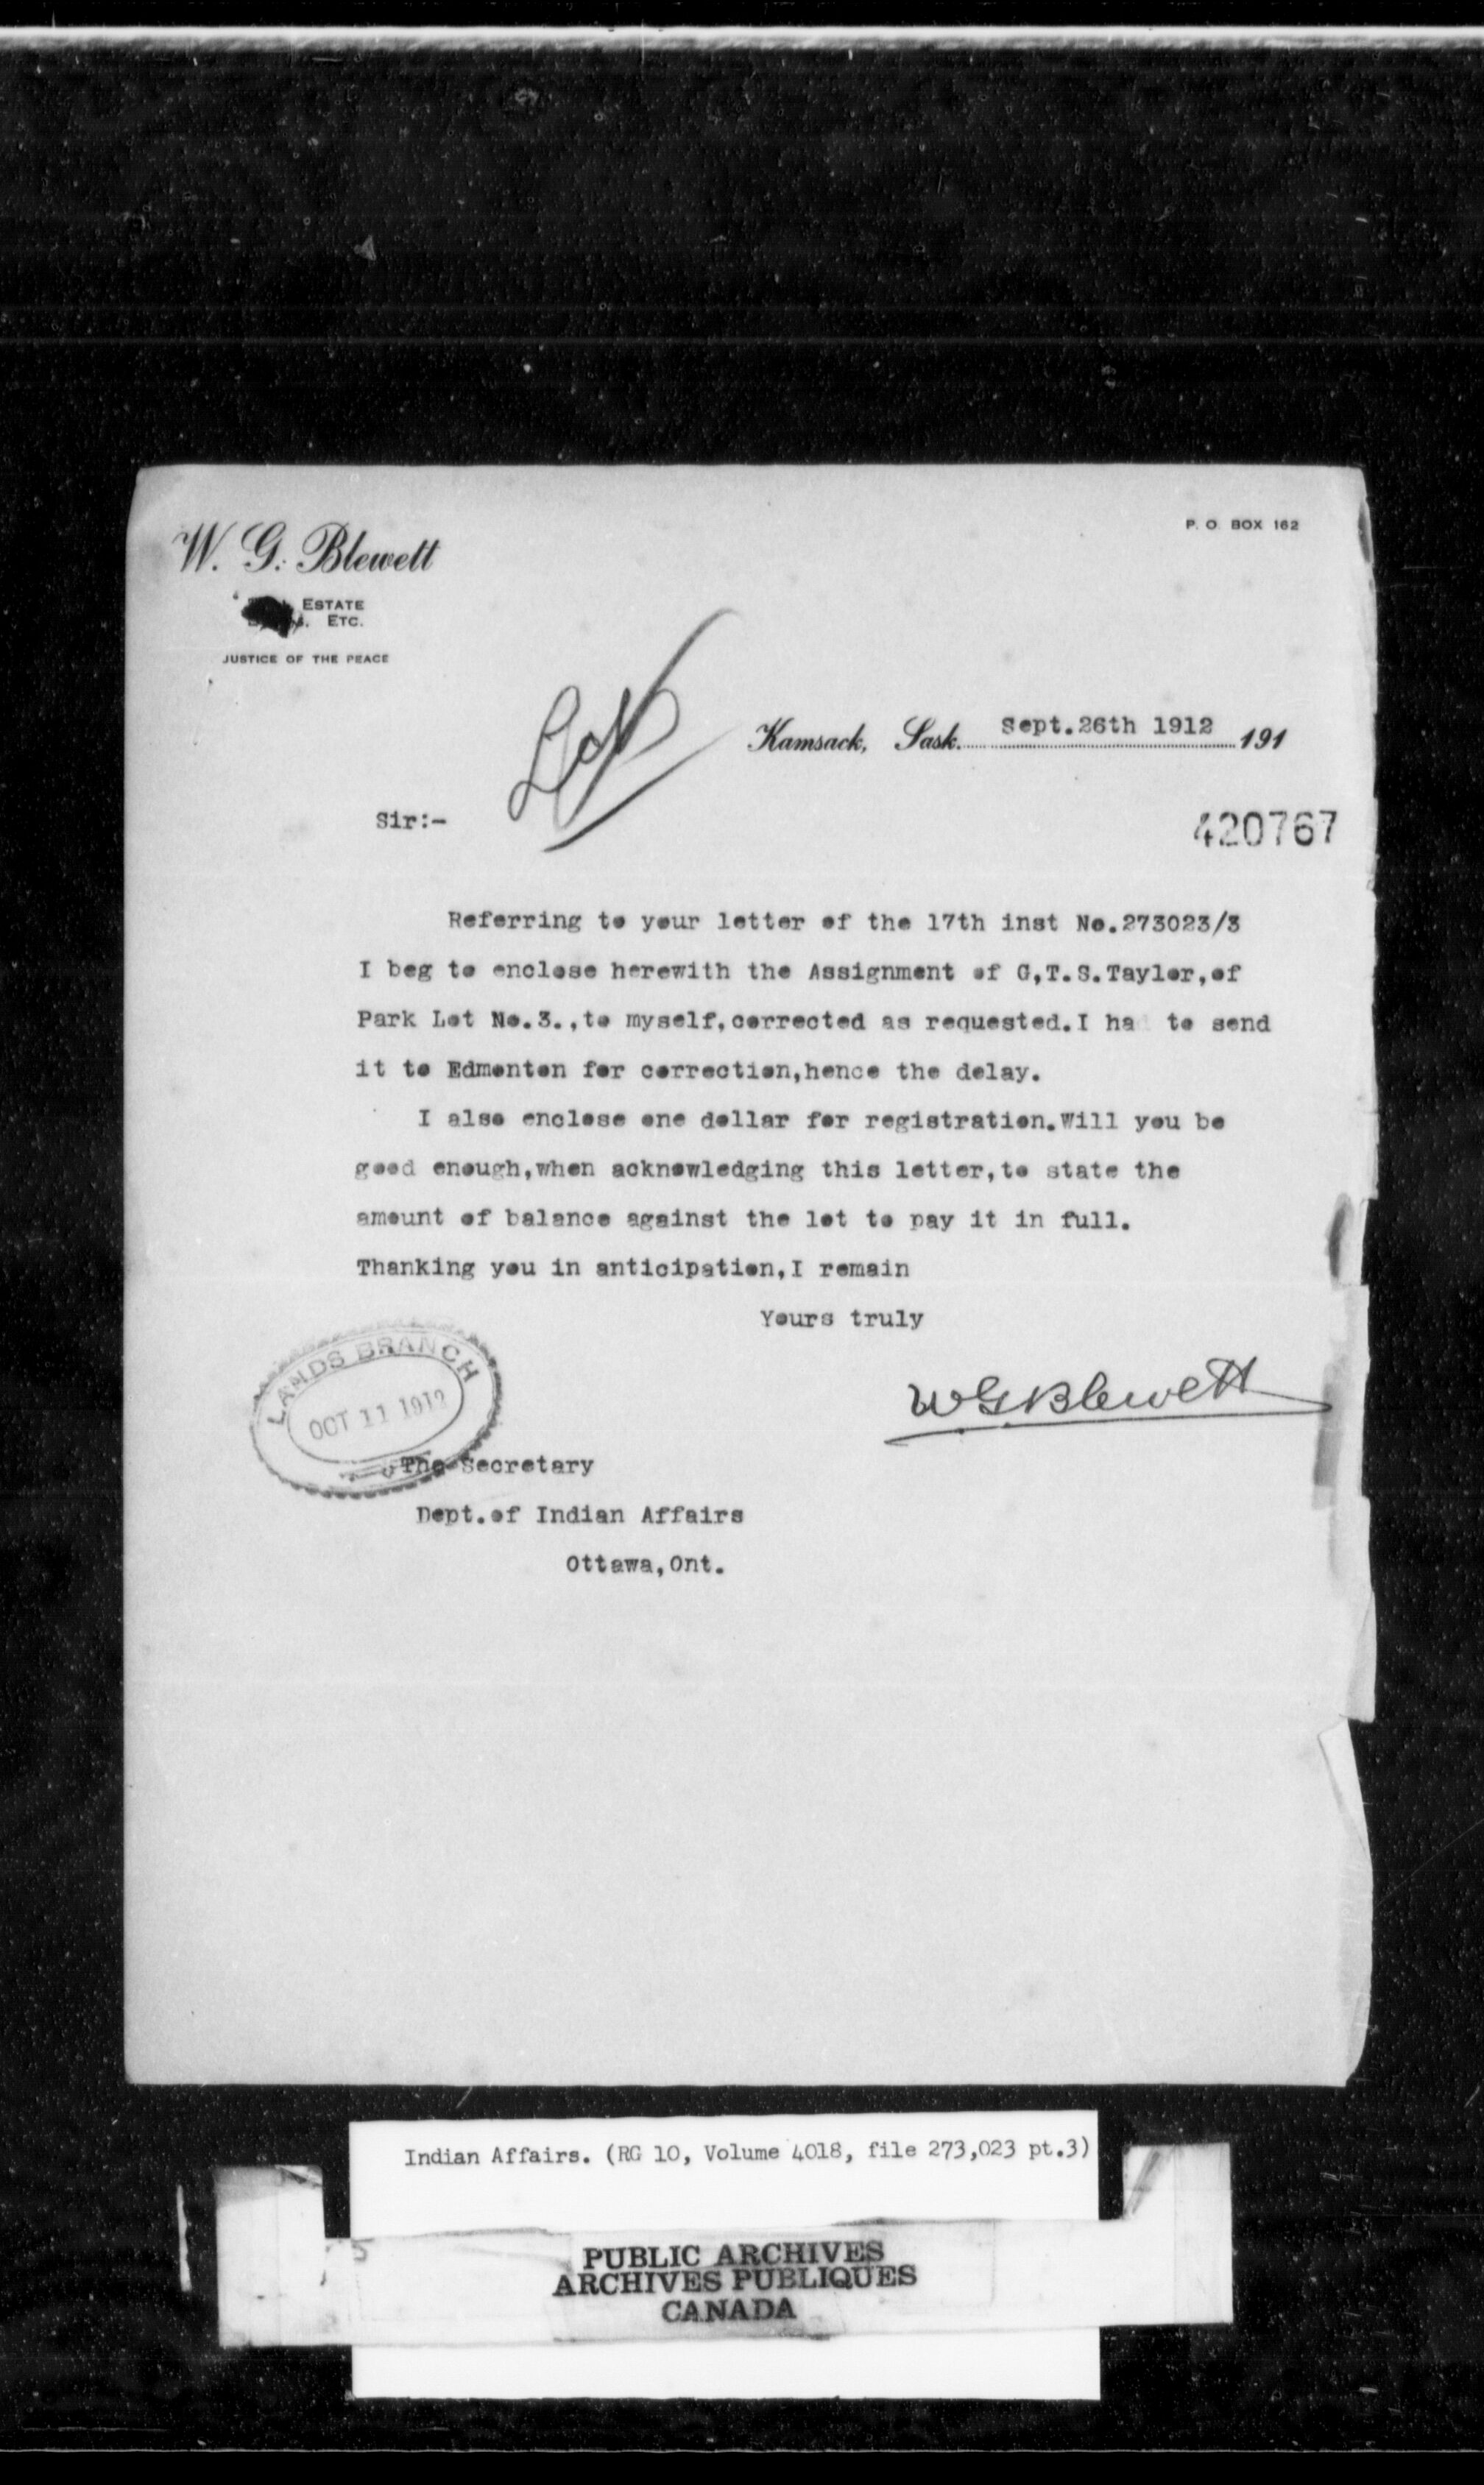 P. O. BOX 162
W. G. Blewett
ESTATE
ETC.
JUSTICE OF THE PEACE
Kamsack, Sask. Sept.26th 1912 191
Sir:-
420767
Referring to your letter of the 17th inst No.273023/3
I beg to enclose herewith the Assignment of G,T.S.Taylor,of
Park Lot No.3.,to myself,corrected as requested.I ha to send
it to Edmonton for correction,hence the delay.
I also enclose one dollar for registration.Will you be
good enough,when acknowledging this letter,to state the
amount of balance against the lot to pay it in full.
Thanking you in anticipation,I remain
Yours truly
WGBlewett
LANDS BRANCH
OCT 11 1912
The Secretary
Dept.of Indian Affairs
Ottawa,Ont.
Indian Affairs. (RG 10, Volume 4018, file 273,023 pt.3)
PUBLIC ARCHIVES
ARCHIVES PUBLIQUES
CANADA